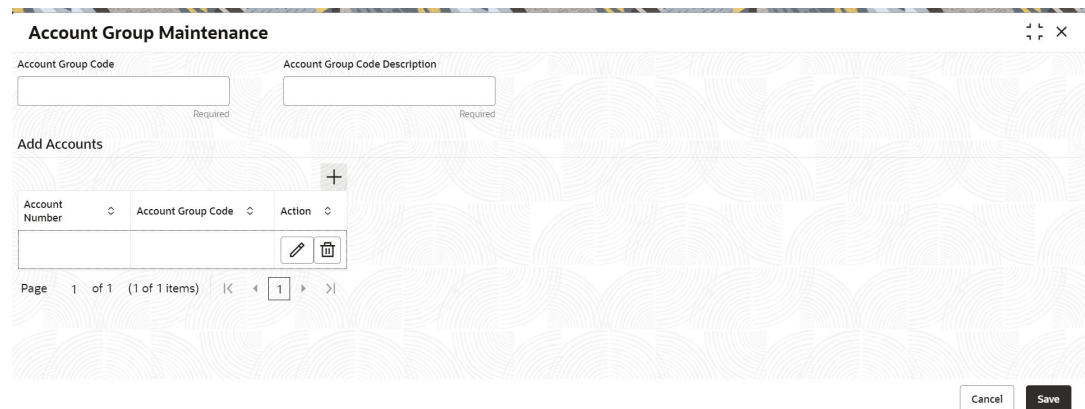 Account Group Maintenance
Account Group Code Account Group Code Description
Required Required
Add Accounts
Account Number Account Group Code Action
Page 1 of 1 (1 of 1 items) 1
Cancel Save